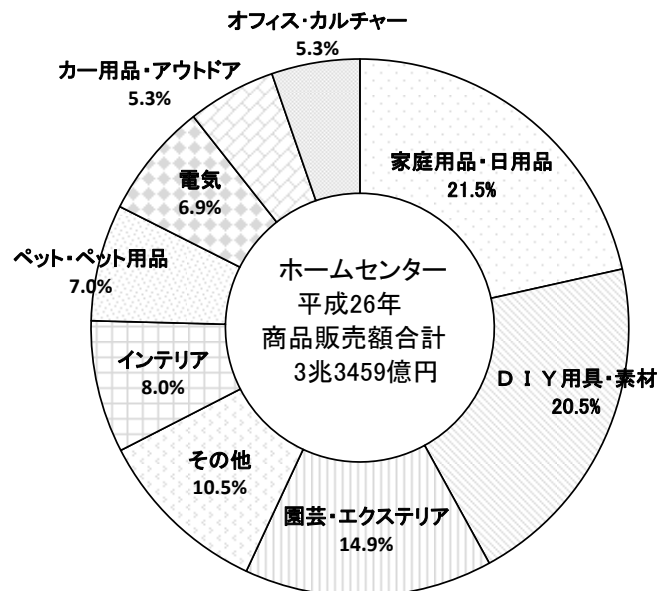 オフィス・カルチャー
5.3%
カー用品・アウトドア
5.3%
家庭用品・日用品
21.5%
電気
6.9%
ペット・ペット用品
7.0%
ホームセンター
平成26年
商品販売額合計
3兆3459億円
インテリア
8.0%
ＤＩＹ用具・素材
20.5%
その他
10.5%
園芸・エクステリア
14.9%